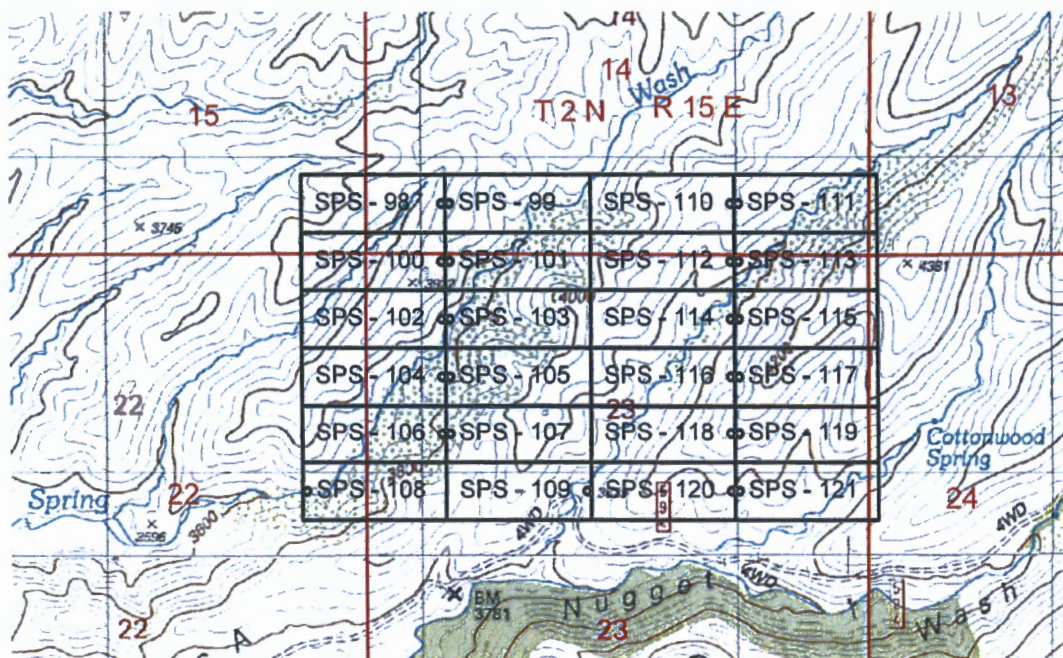 14
14
Wash
13
15
T 2 N R 15 E
SPS - 98 SPS - 99 SPS - 110 SPS - 111
3745
SPS - 100 SPS - 101 SPS - 112 SPS - 113
4381
4000
SPS - 102 SPS - 103 SPS - 114 SPS - 115
4200
SPS - 104 SPS - 105 SPS - 116 SPS - 117
22
23
SPS - 106 SPS - 107 SPS - 118 SPS - 119
Cottonwood
Spring
3800
SPS - 108 SPS - 109 SPS - 120 SPS - 121
Spring
22
24
2596
3600
4WD
4WD
4WD
BM
3781
Nugget Wash
22
23
A